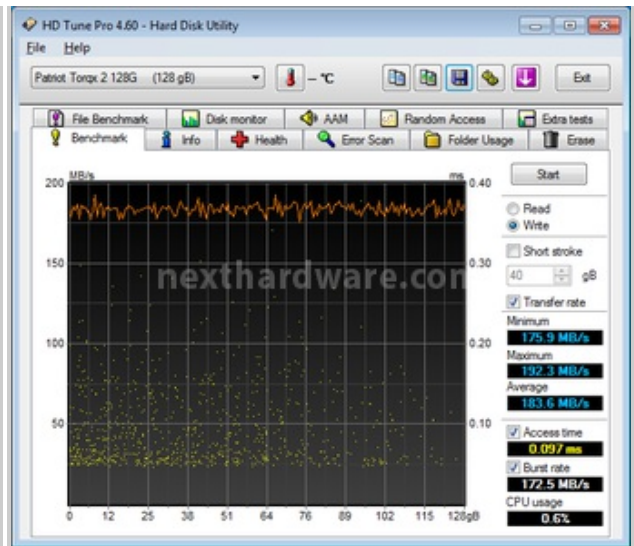 HD Tune Pro 4.60 - Hard Disk Utility
File Help
Patriot Torqx 2 128G (128 gB)
– °C
Exit
File Benchmark Disk monitor AAM Random Access Extra tests
Benchmark Info Health Error Scan Folder Usage Erase
MB/s ms
200 0.40
150 0.30
100 0.20
50 0.10
0 12 25 38 51 64 76 89 102 115 128gB
nexthardware.com
Start
Read
Write
Short stroke
40 gB
Transfer rate
Minimum
175.9 MB/s
Maximum
192.3 MB/s
Average
183.6 MB/s
Access time
0.097 ms
Burst rate
172.5 MB/s
CPU usage
0.6%